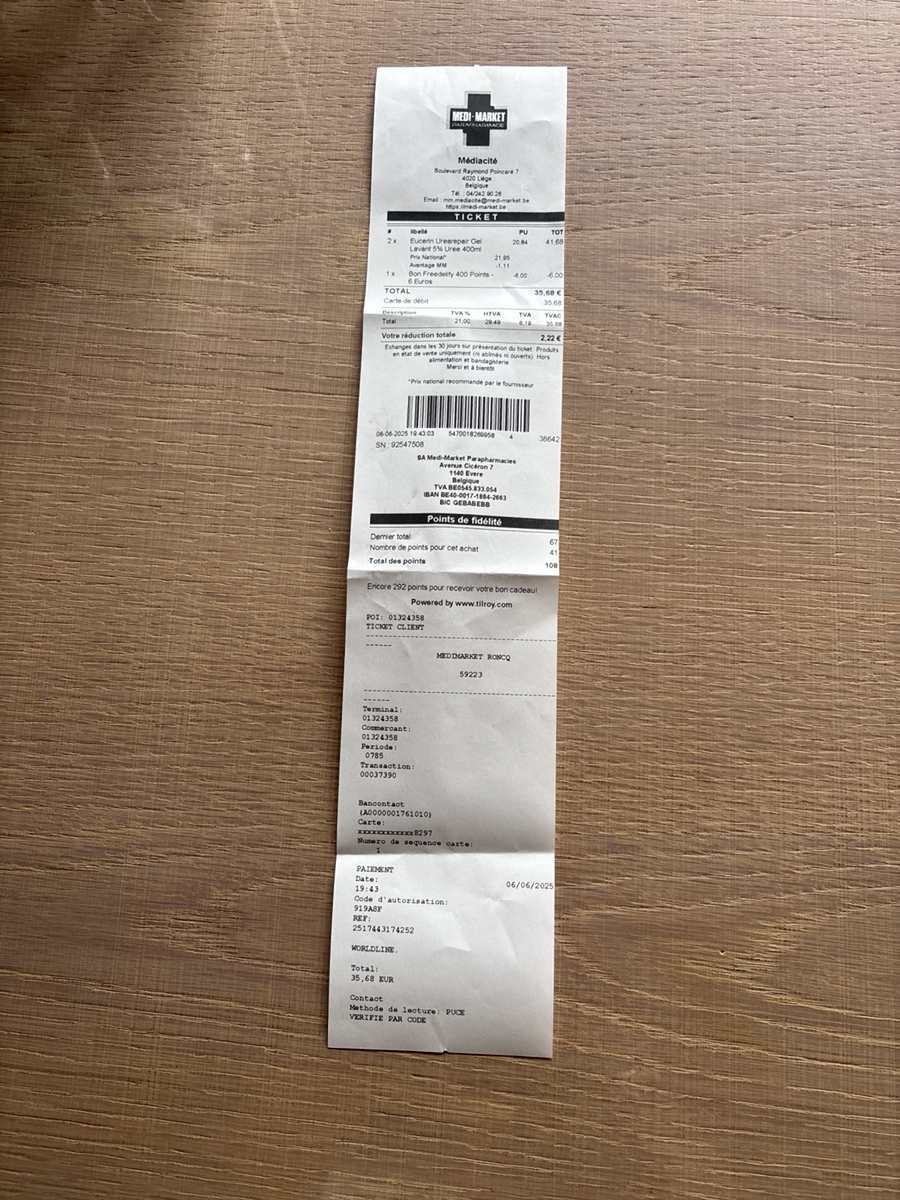 MEDI-MARKET
PARAPHARMACIE
Médiacité
Boulevard Raymond Poincaré 7
4020 Liège
Belgique
Tél. : 04/242 90 26
Email : mm.mediacite@medi-market.be
https://medi-market.be
TICKET
# libellé PU TOT
2 x Eucerin Urearepair Gel 20,84 41,68
Lavant 5% Uree 400ml
Prix National* 21,95
Avantage MM -1,11
1 x Bon Freedelity 400 Points - -6,00 -6,00
6 Euros
TOTAL 35,68 €
Carte de débit 35,68
Description TVA % HTVA TVA TVAC
Total 21,00 29,49 6,19 35,68
Votre réduction totale 2,22 €
Echanges dans les 30 jours sur présentation du ticket. Produits
en état de vente uniquement (ni abîmés ni ouverts). Hors
alimentation et bandagisterie.
Merci et à bientôt
*Prix national recommandé par le fournisseur
06-06-2025 19:43:03 5470018269958 4 38642
SN : 92547508
SA Medi-Market Parapharmacies
Avenue Cicéron 7
1140 Evere
Belgique
TVA BE0545.833.054
IBAN BE40-0017-1864-2663
BIC GEBABEBB
Points de fidélité
Dernier total 67
Nombre de points pour cet achat 41
Total des points 108
Encore 292 points pour recevoir votre bon cadeau!
Powered by www.tilroy.com
POI: 01324358
TICKET CLIENT
MEDIMARKET RONCQ
59223
Terminal:
01324358
Commercant:
01324358
Periode:
0785
Transaction:
00037390
Bancontact
(A0000001761010)
Carte:
xxxxxxxxxxxx8297
Numero de sequence carte:
1
PAIEMENT
Date: 06/06/2025
19:43
Code d'autorisation:
919A8F
REF:
2517443174252
WORLDLINE.
Total:
35,68 EUR
Contact
Methode de lecture: PUCE
VERIFIE PAR CODE